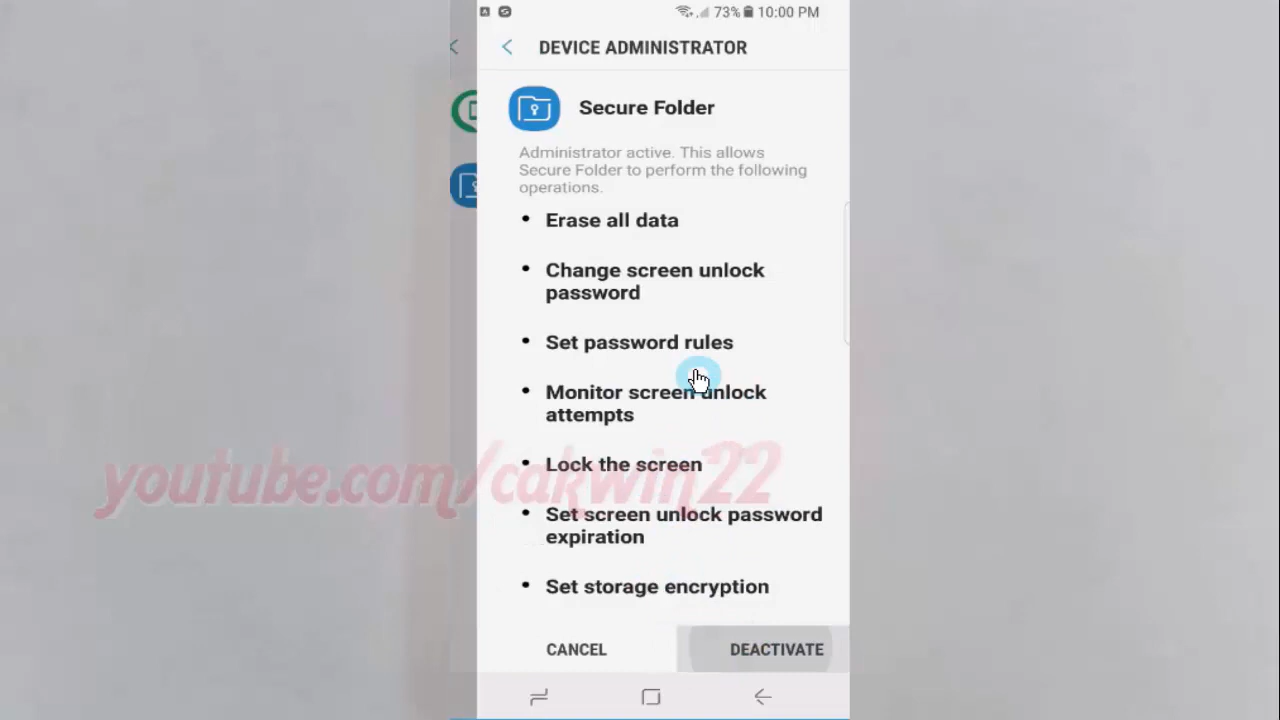 73% 10:00 PM
DEVICE ADMINISTRATOR
Secure Folder
Administrator active. This allows
Secure Folder to perform the following
operations.
• Erase all data
• Change screen unlock
password
• Set password rules
• Monitor screen unlock
attempts
• Lock the screen
youtube.com/cakwin22
• Set screen unlock password
expiration
• Set storage encryption
CANCEL DEACTIVATE